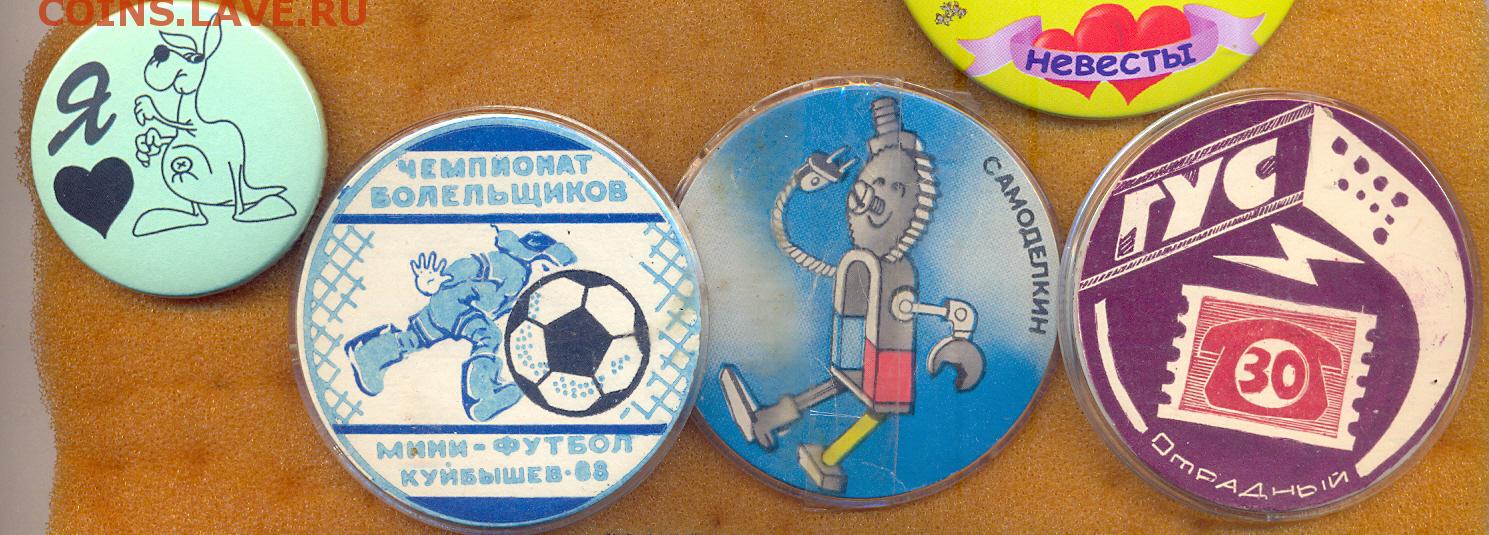 COINS.LAVE.RU
Я
ЧЕМПИОНАТ
БОЛЕЛЬЩИКОВ
МИНИ-ФУТБОЛ
КУЙБЫШЕВ·88
САМОДЕЛКИН
невесты
ГУС
30
ОТРАДНЫЙ